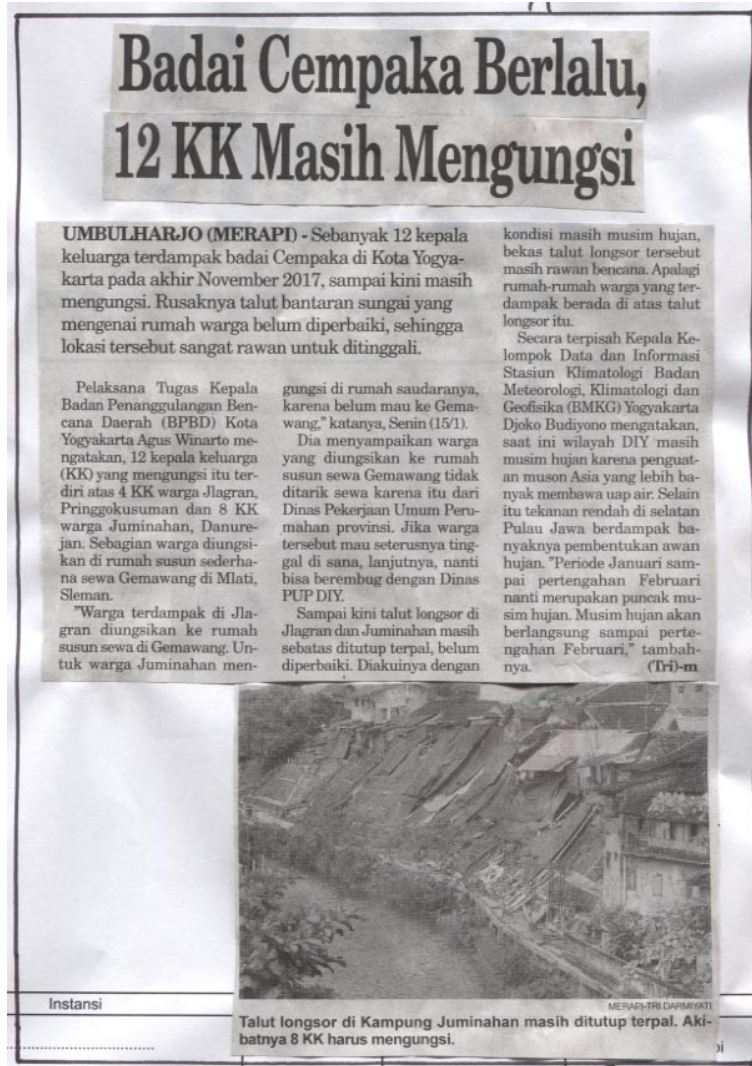 Badai Cempaka Berlalu,
12 KK Masih Mengungsi
UMBULHARJO (MERAPI) - Sebanyak 12 kepala
keluarga terdampak badai Cempaka di Kota Yogya-
karta pada akhir November 2017, sampai kini masih
mengungsi. Rusaknya talut bantaran sungai yang
mengenai rumah warga belum diperbaiki, sehingga
lokasi tersebut sangat rawan untuk ditinggali.
Pelaksana Tugas Kepala
Badan Penanggulangan Ben-
cana Daerah (BPBD) Kota
Yogyakarta Agus Winarto me-
ngatakan, 12 kepala keluarga
(KK) yang mengungsi itu ter-
diri atas 4 KK warga Jlagran,
Pringgokusuman dan 8 KK
warga Juminahan, Danure-
jan. Sebagian warga diungsi-
kan di rumah susun sederha-
na sewa Gemawang di Mlati,
Sleman.
"Warga terdampak di Jla-
gran diungsikan ke rumah
susun sewa di Gemawang. Un-
tuk warga Juminahan men-
gungsi di rumah saudaranya,
karena belum mau ke Gema-
wang," katanya, Senin (15/1).
Dia menyampaikan warga
yang diungsikan ke rumah
susun sewa Gemawang tidak
ditarik sewa karena itu dari
Dinas Pekerjaan Umum Peru-
mahan provinsi. Jika warga
tersebut mau seterusnya ting-
gal di sana, lanjutnya, nanti
bisa berembug dengan Dinas
PUP DIY.
Sampai kini talut longsor di
Jlagran dan Juminahan masih
sebatas ditutup terpal, belum
diperbaiki. Diakuinya dengan
kondisi masih musim hujan,
bekas talut longsor tersebut
masih rawan bencana. Apalagi
rumah-rumah warga yang ter-
dampak berada di atas talut
longsor itu.
Secara terpisah Kepala Ke-
lompok Data dan Informasi
Stasiun Klimatologi Badan
Meteorologi, Klimatologi dan
Geofisika (BMKG) Yogyakarta
Djoko Budiyono mengatakan,
saat ini wilayah DIY masih
musim hujan karena penguat-
an muson Asia yang lebih ba-
nyak membawa uap air. Selain
itu tekanan rendah di selatan
Pulau Jawa berdampak ba-
nyaknya pembentukan awan
hujan. "Periode Januari sam-
pai pertengahan Februari
nanti merupakan puncak mu-
sim hujan. Musim hujan akan
berlangsung sampai perte-
ngahan Februari," tambah-
nya. (Tri)-m
Instansi
MERAPI-TRI DARMIYATI
Talut longsor di Kampung Juminahan masih ditutup terpal. Aki-
batnya 8 KK harus mengungsi.